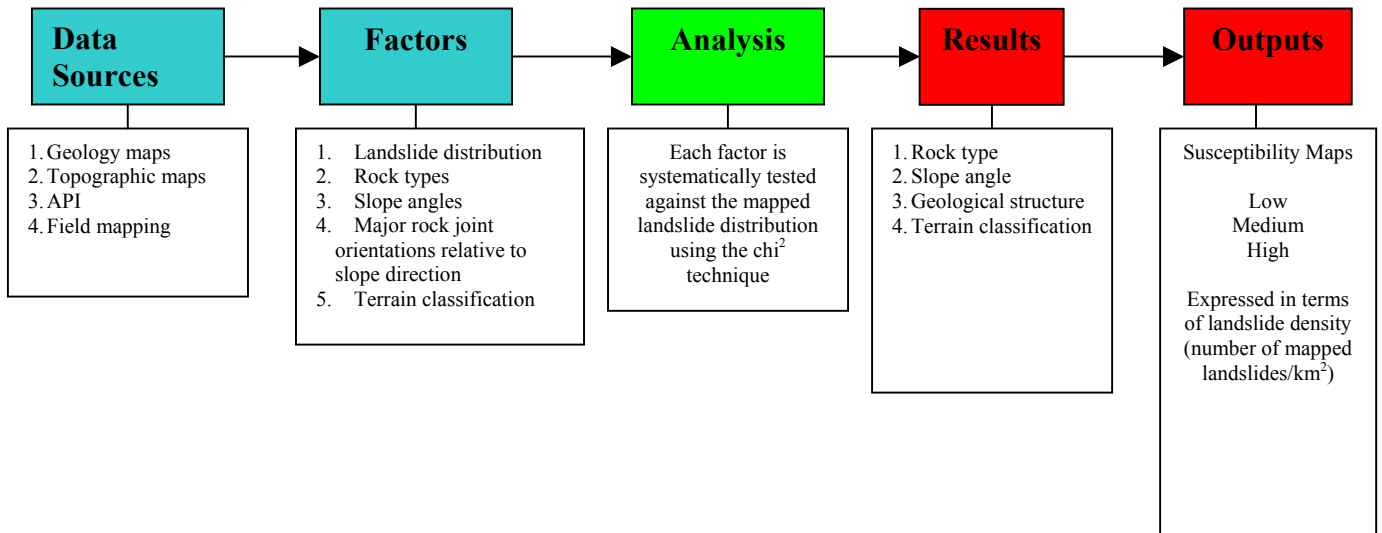 Data
Sources
Factors
Analysis
Results
Outputs
1. Geology maps
2. Topographic maps
3. API
4. Field mapping
1. Landslide distribution
2. Rock types
3. Slope angles
4. Major rock joint
orientations relative to
slope direction
5. Terrain classification
Each factor is
systematically tested
against the mapped
landslide distribution
using the chi²
technique
1. Rock type
2. Slope angle
3. Geological structure
4. Terrain classification
Susceptibility Maps
Low
Medium
High
Expressed in terms
of landslide density
(number of mapped
landslides/km²)